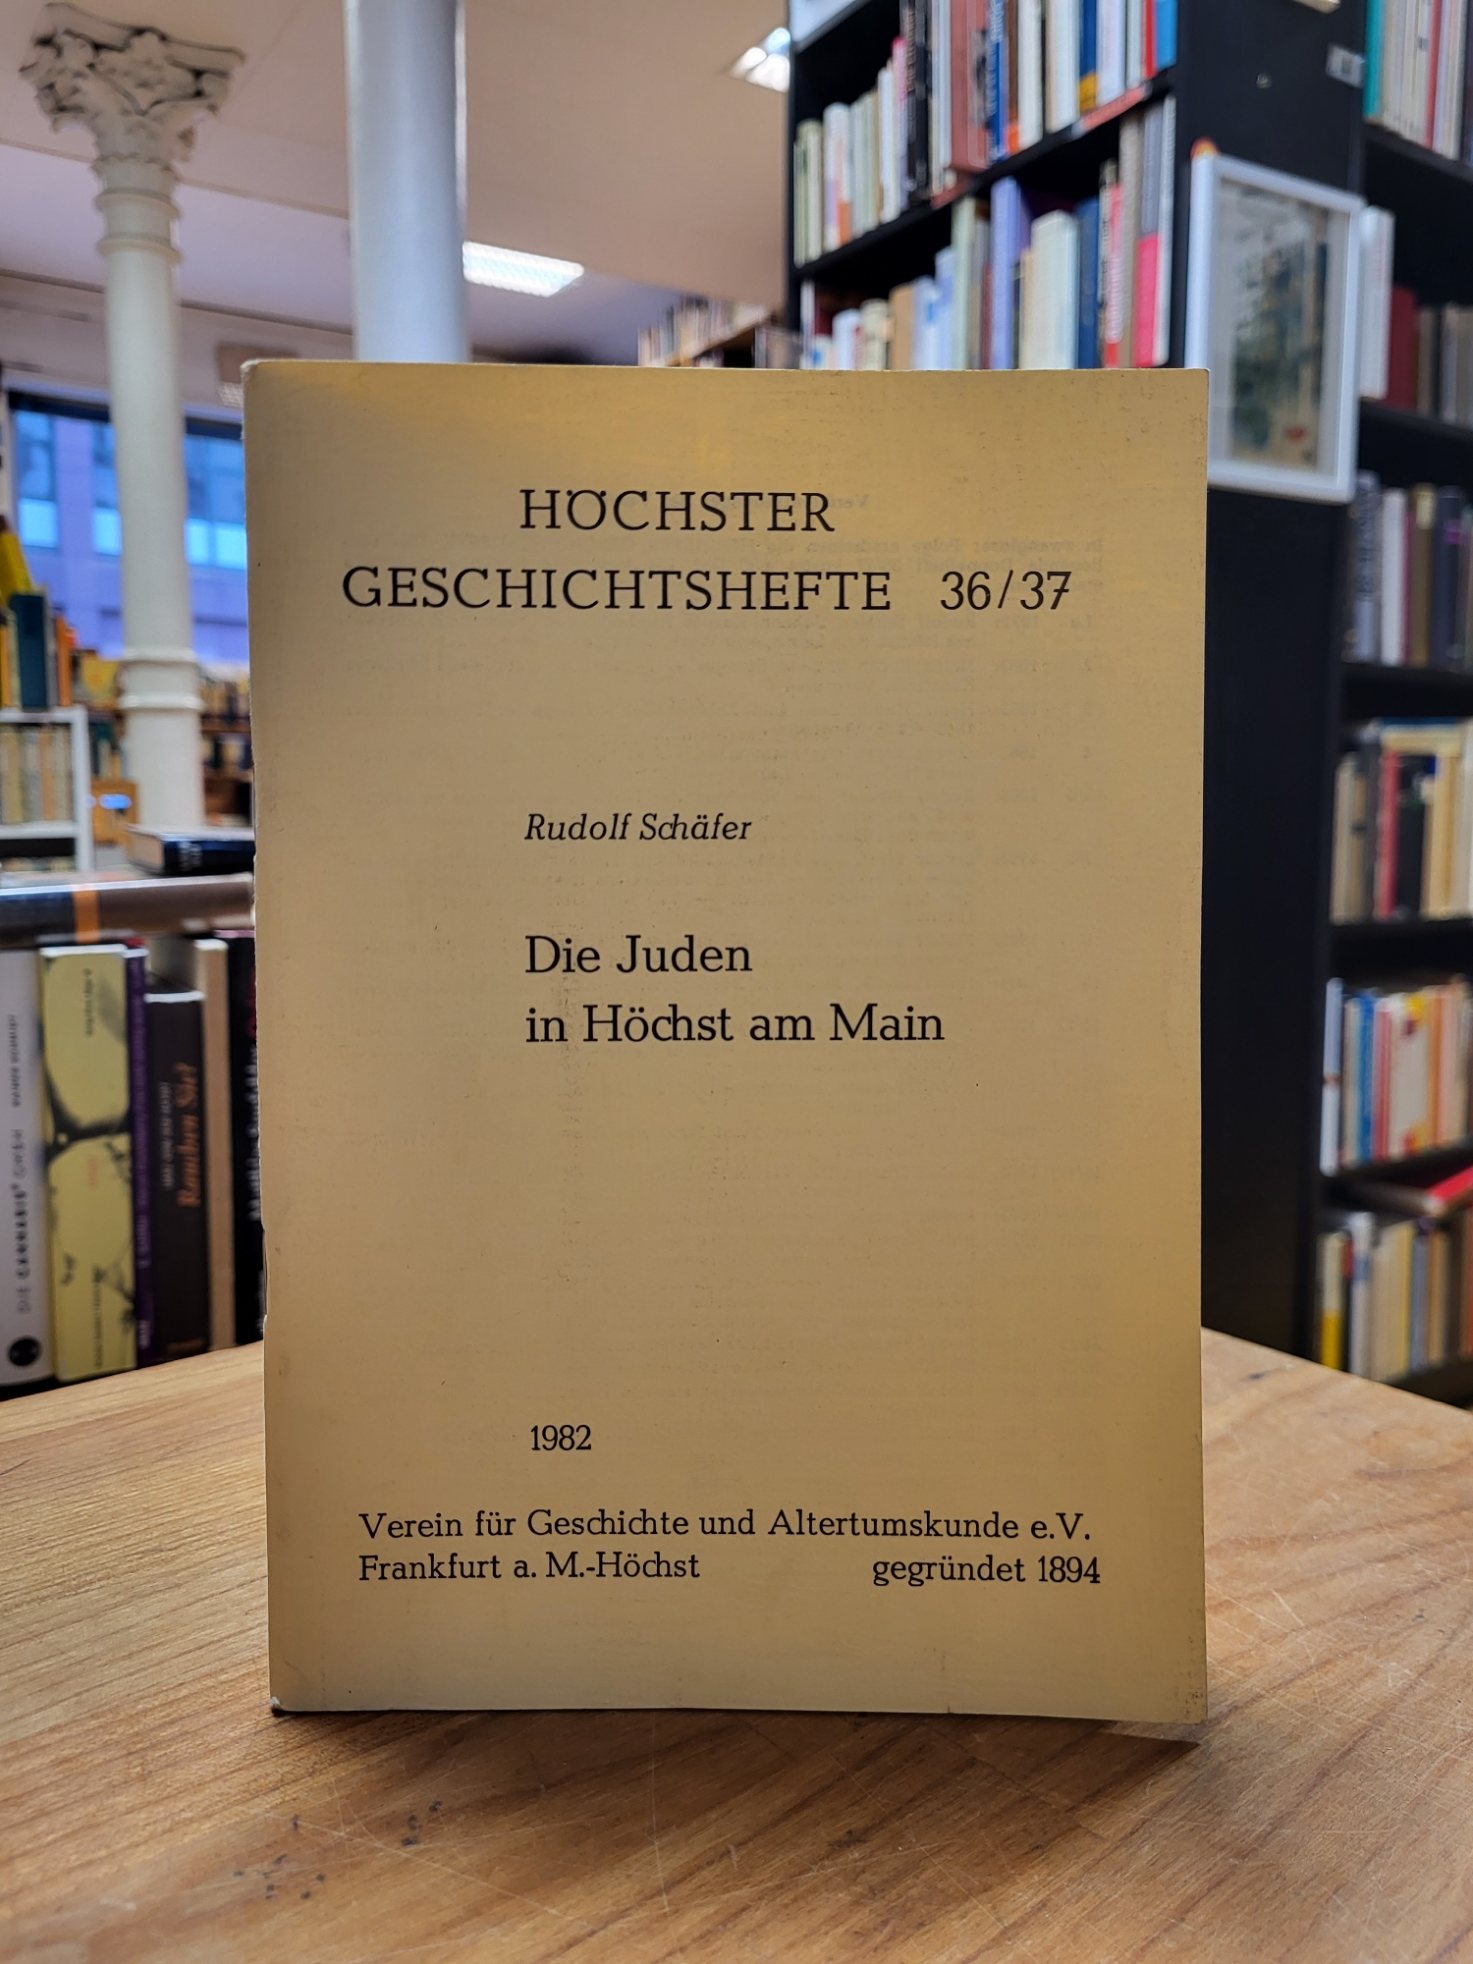 HÖCHSTER
GESCHICHTSHEFTE 36/37
Rudolf Schäfer
Die Juden
in Höchst am Main
1982
Verein für Geschichte und Altertumskunde e.V.
Frankfurt a. M.-Höchst gegründet 1894